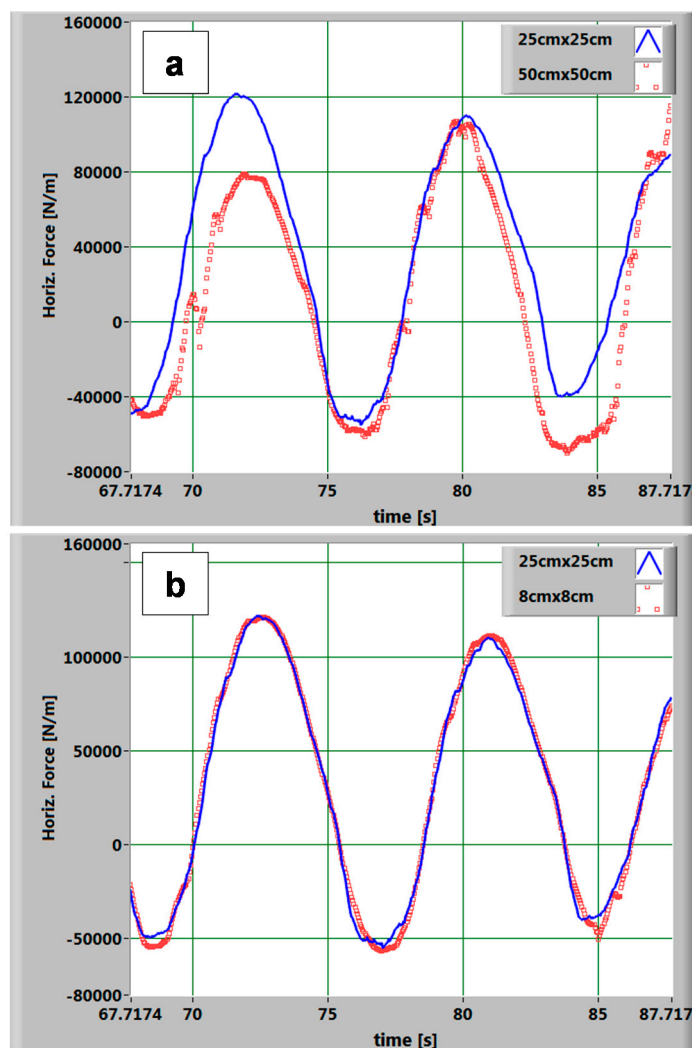 160000
a
25cmx25cm
50cmx50cm
120000
80000
40000
0
-40000
-80000
Horiz. Force [N/m]
67.7174 70 75 80 85 87.717
time [s]
160000
b
25cmx25cm
8cmx8cm
100000
50000
0
-50000
-80000
Horiz. Force [N/m]
67.7174 70 75 80 85 87.717
time [s]